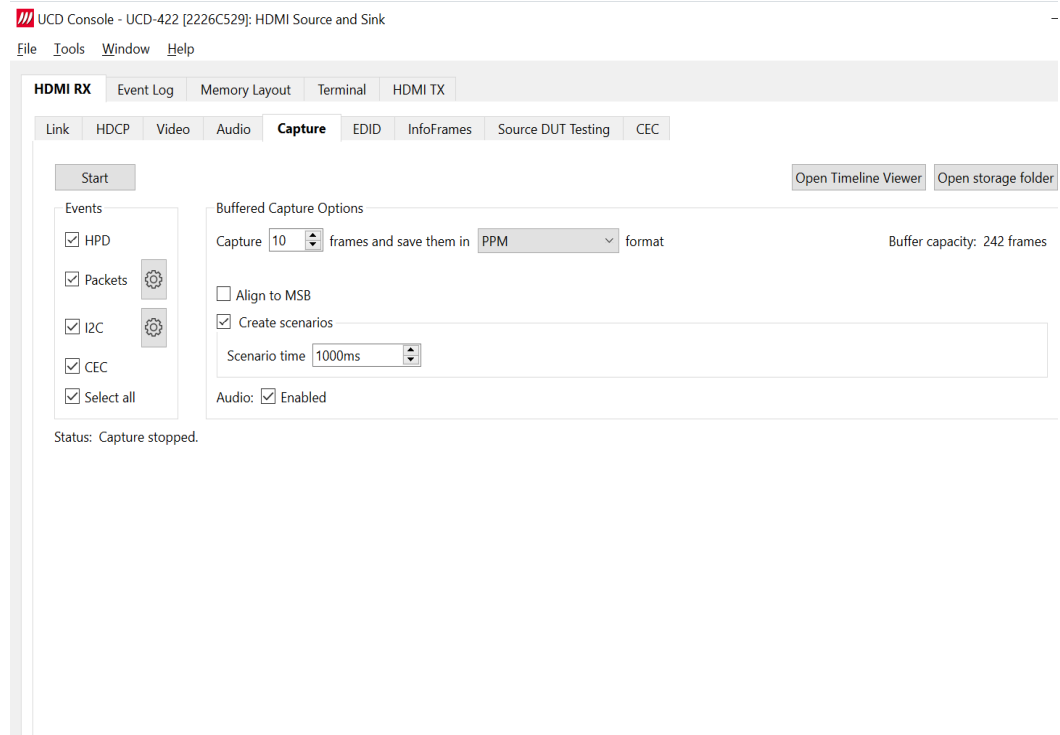 UCD Console - UCD-422 [2226C529]: HDMI Source and Sink
File Tools Window Help
HDMI RX Event Log Memory Layout Terminal HDMI TX
Link HDCP Video Audio Capture EDID InfoFrames Source DUT Testing CEC
Start Open Timeline Viewer Open storage folder
Events Buffered Capture Options
HPD Capture 10 frames and save them in PPM format Buffer capacity: 242 frames
Packets
Align to MSB
I2C Create scenarios
Scenario time 1000ms
CEC
Select all Audio: Enabled
Status: Capture stopped.